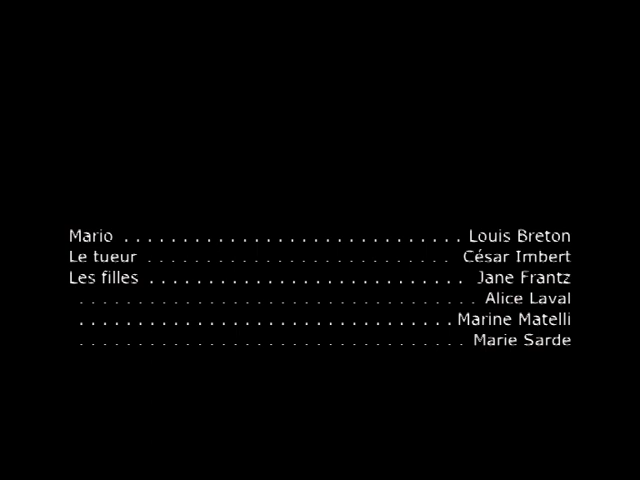 Mario ............................. Louis Breton
Le tueur .......................... César Imbert
Les filles ........................... Jane Frantz
.................................. Alice Laval
................................ Marine Matelli
................................. Marie Sarde